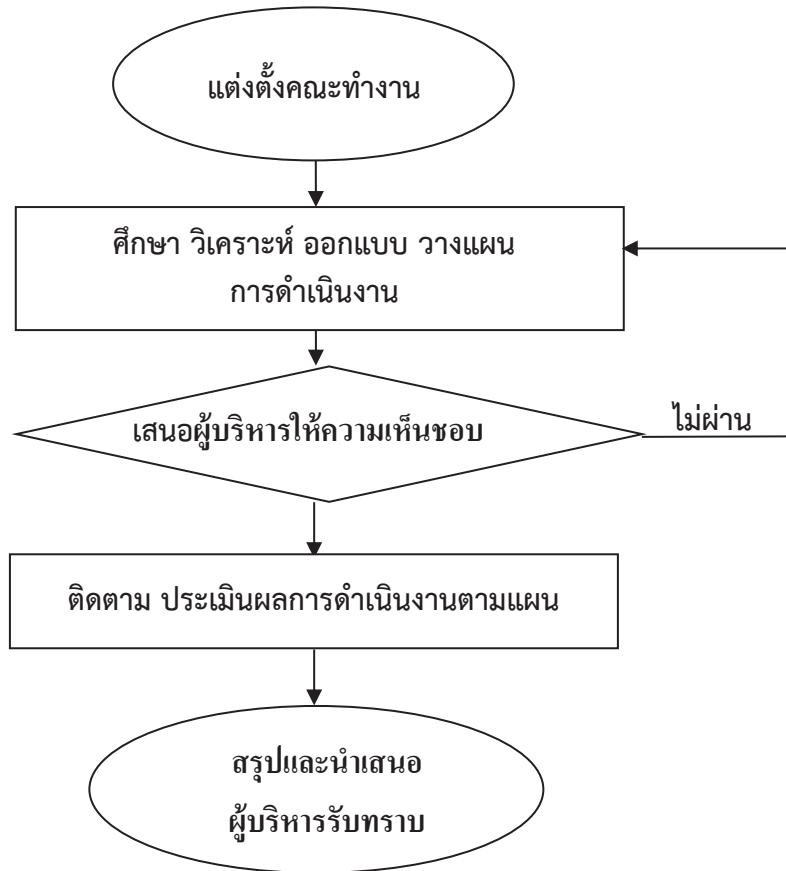 แต่งตั้งคณะทำงาน
ศึกษา วิเคราะห์ ออกแบบ วางแผน
การดำเนินงาน
เสนอผู้บริหารให้ความเห็นชอบ
ไม่ผ่าน
ติดตาม ประเมินผลการดำเนินงานตามแผน
สรุปและนำเสนอ
ผู้บริหารรับทราบ